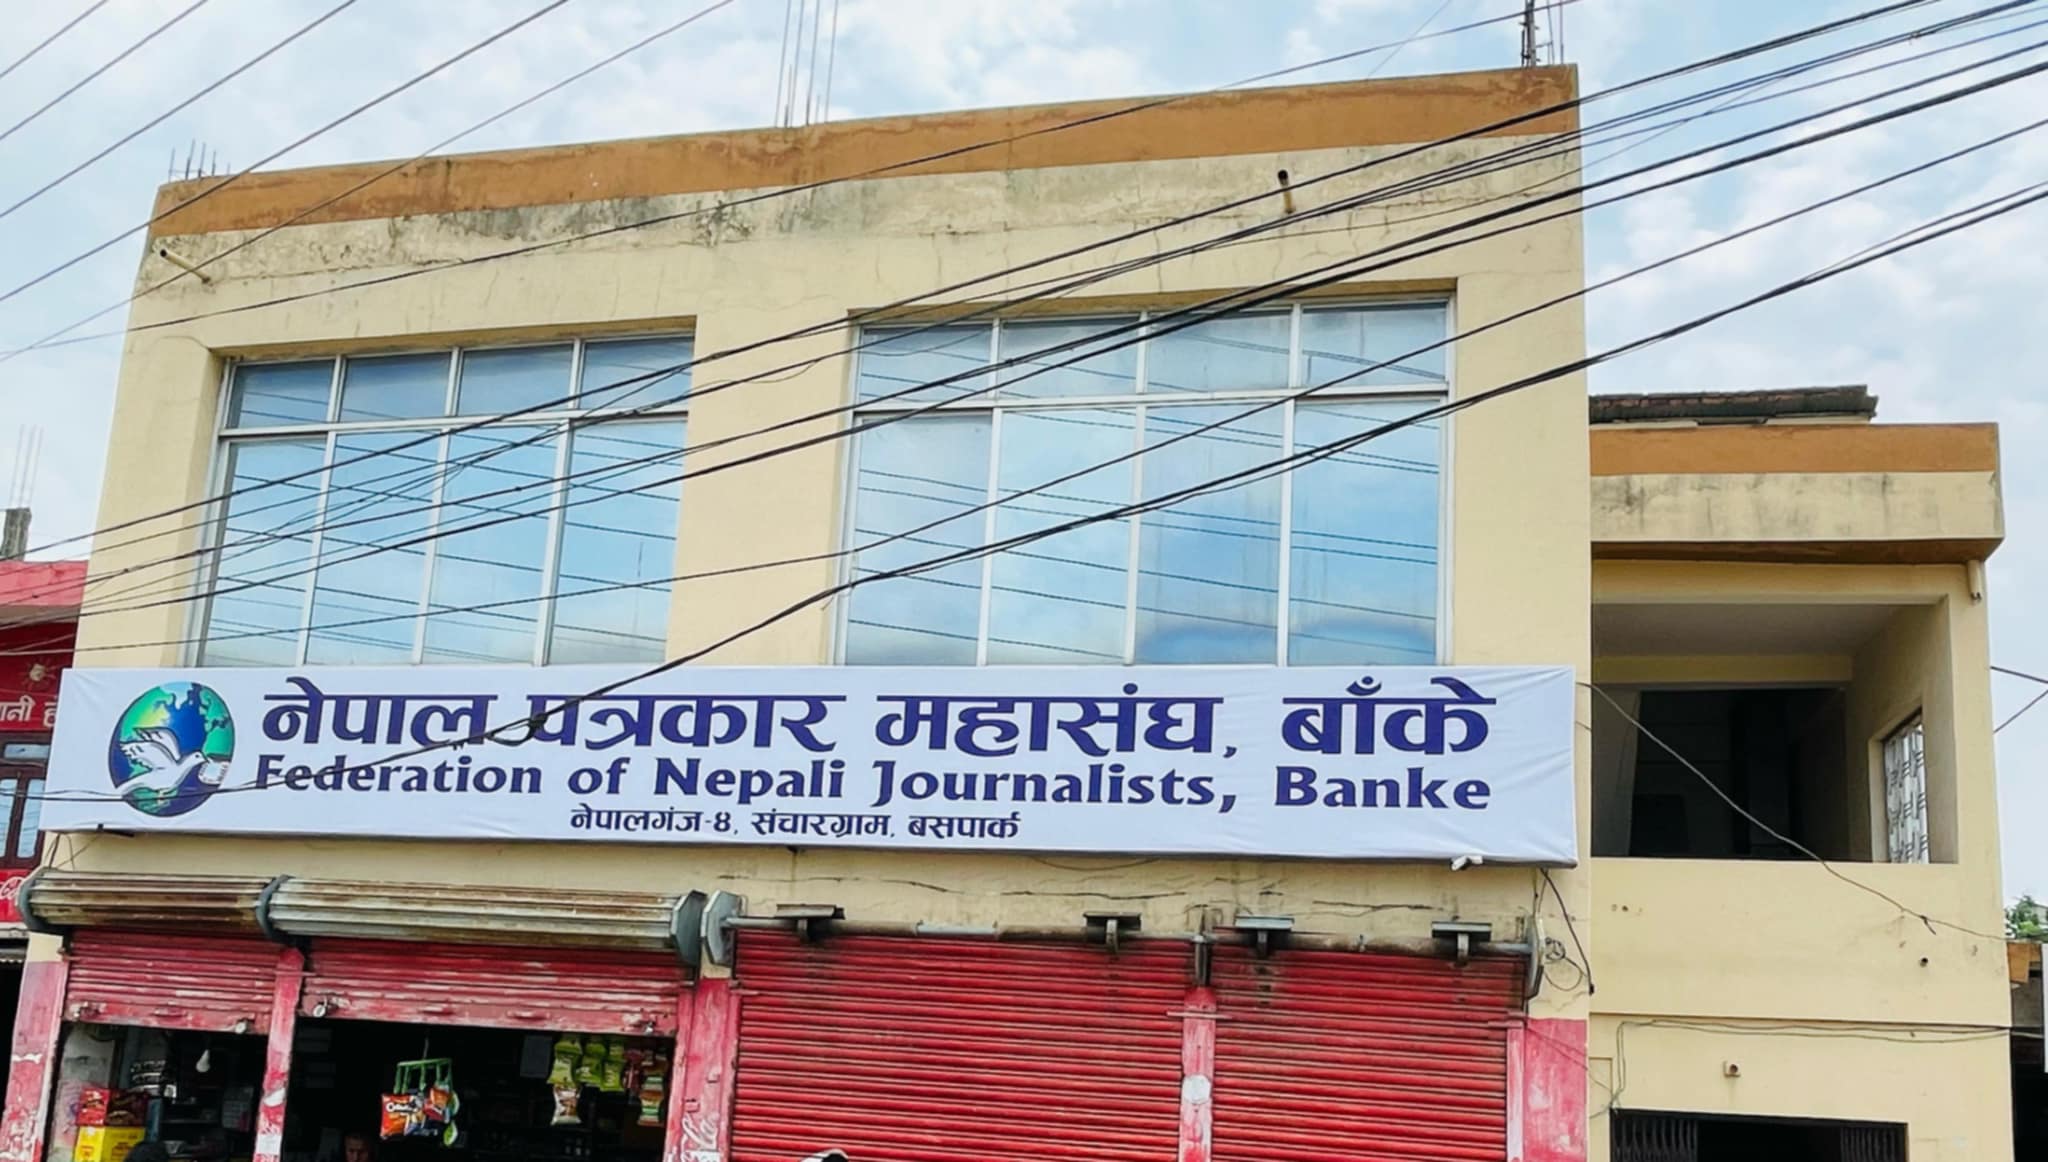 नेपाल पत्रकार महासंघ, बाँके
Federation of Nepali Journalists, Banke
नेपालगंज-४, संचारग्राम, बसपार्क